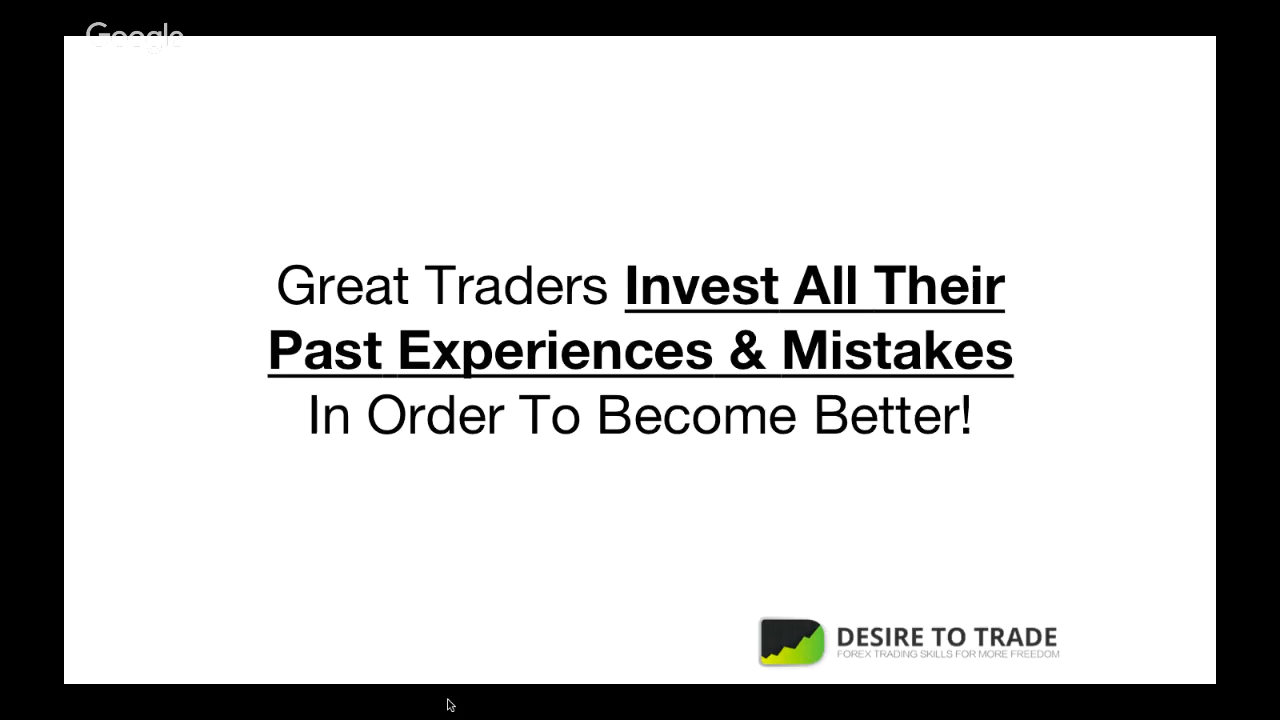 Google
Great Traders Invest All Their
Past Experiences & Mistakes
In Order To Become Better!
DESIRE TO TRADE
FOREX TRADING SKILLS FOR MORE FREEDOM